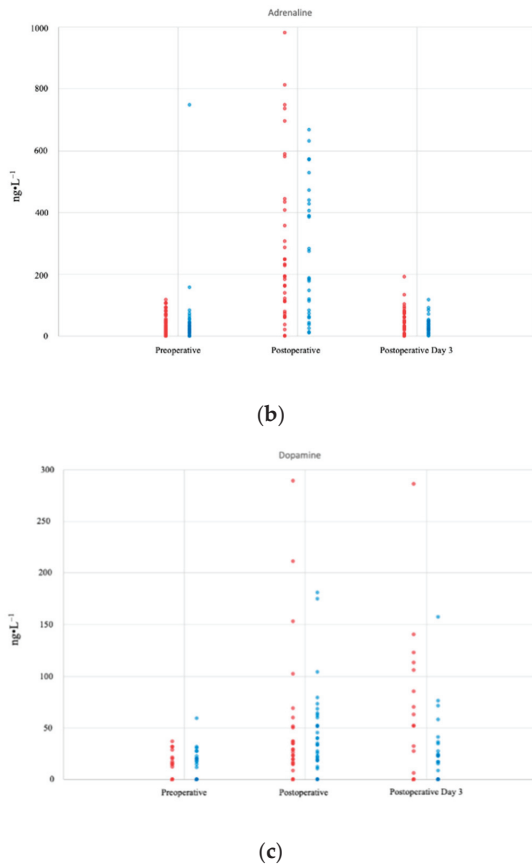 Adrenaline
1000
800
600
400
200
0
ng•L⁻¹
Preoperative
Postoperative
Postoperative Day 3
(b)
Dopamine
300
250
200
150
100
50
0
ng•L⁻¹
Preoperative
Postoperative
Postoperative Day 3
(c)